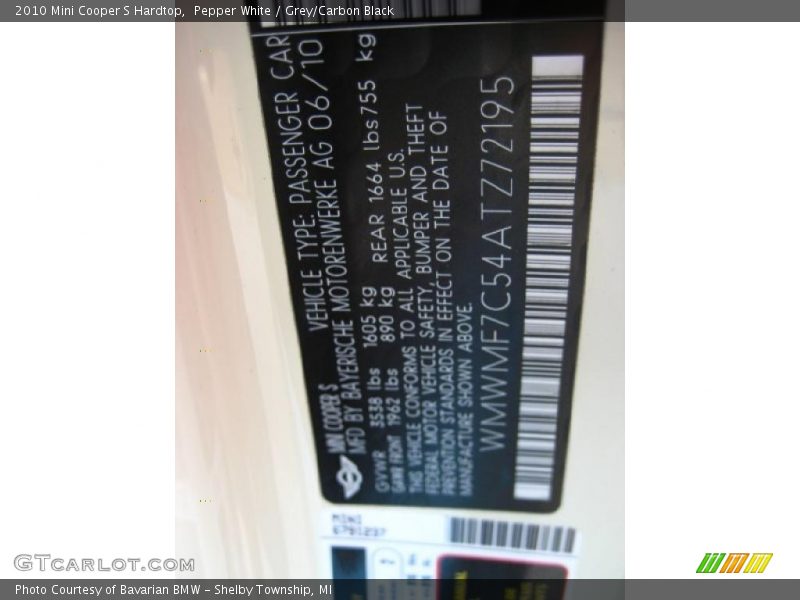 2010 Mini Cooper S Hardtop,  Pepper White / Grey/Carbon Black
MINI COOPER S
VEHICLE TYPE: PASSENGER CAR
MFD BY BAYERISCHE MOTORENWERKE AG 06/10
GVWR 3538 lbs 1605 kg
GAWR FRONT 1962 lbs 890 kg REAR 1664 lbs 755 kg
THIS VEHICLE CONFORMS TO ALL APPLICABLE U.S.
FEDERAL MOTOR VEHICLE SAFETY, BUMPER AND THEFT
PREVENTION STANDARDS IN EFFECT ON THE DATE OF
MANUFACTURE SHOWN ABOVE.
WMWMF7C54ATZ72195
MINI
6791237
GTCarlot.com
Photo Courtesy of Bavarian BMW – Shelby Township, MI